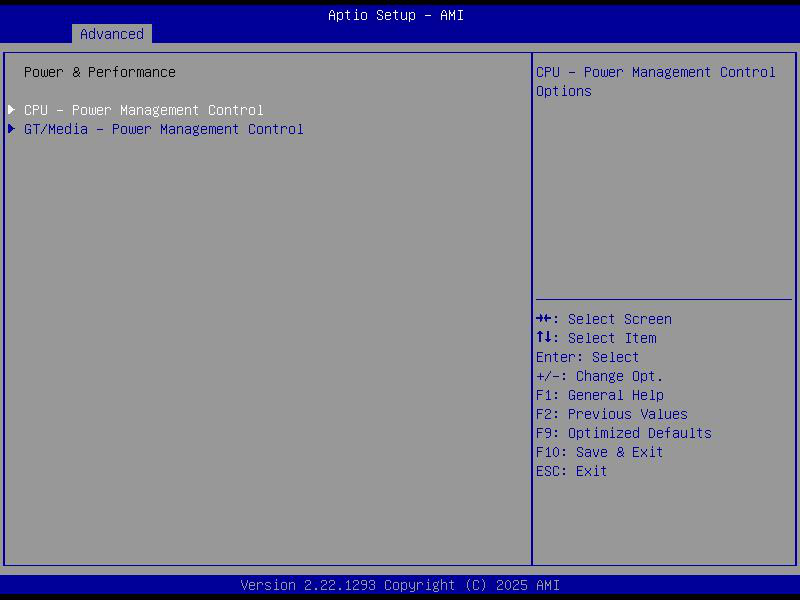 Aptio Setup – AMI
Advanced
Power & Performance
CPU – Power Management Control
GT/Media – Power Management Control
CPU – Power Management Control
Options
→←: Select Screen
↑↓: Select Item
Enter: Select
+/–: Change Opt.
F1: General Help
F2: Previous Values
F9: Optimized Defaults
F10: Save & Exit
ESC: Exit
Version 2.22.1293 Copyright (C) 2025 AMI